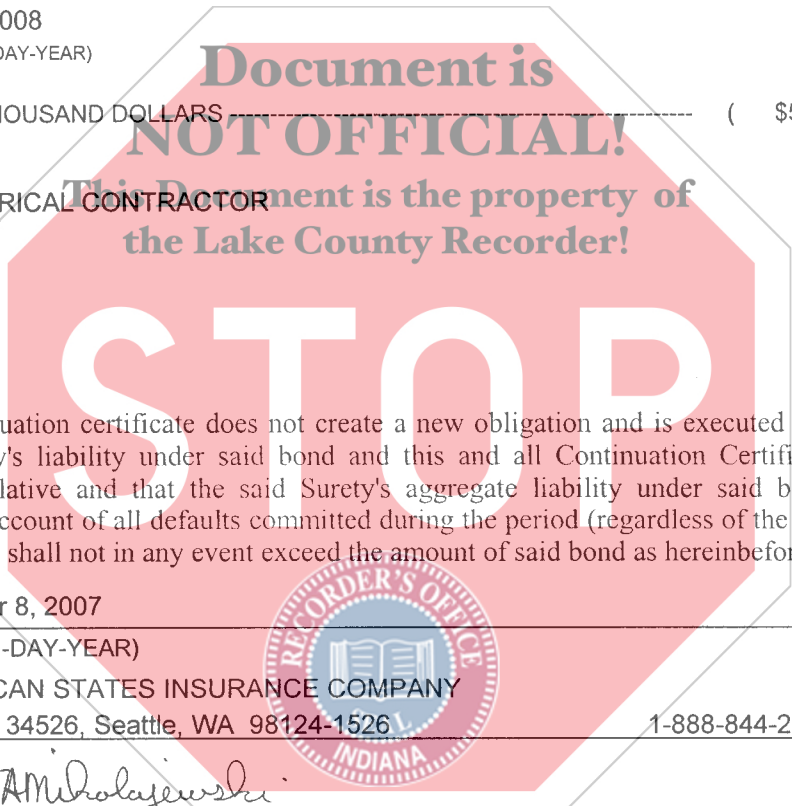 008
DAY-YEAR)
Document is
HOUSAND DOLLARS ------------------------------------------------ ( $5
NOT OFFICIAL!
This Document is the property of
RICAL CONTRACTOR
the Lake County Recorder!
STOP
uation certificate does not create a new obligation and is executed
y's liability under said bond and this and all Continuation Certifi
lative and that the said Surety's aggregate liability under said b
ccount of all defaults committed during the period (regardless of the
shall not in any event exceed the amount of said bond as hereinbefor
r 8, 2007
-DAY-YEAR)
CAN STATES INSURANCE COMPANY
34526, Seattle, WA 98124-1526 1-888-844-2
RECORDER'S OFFICE
SEAL
INDIANA
AMikolajewski